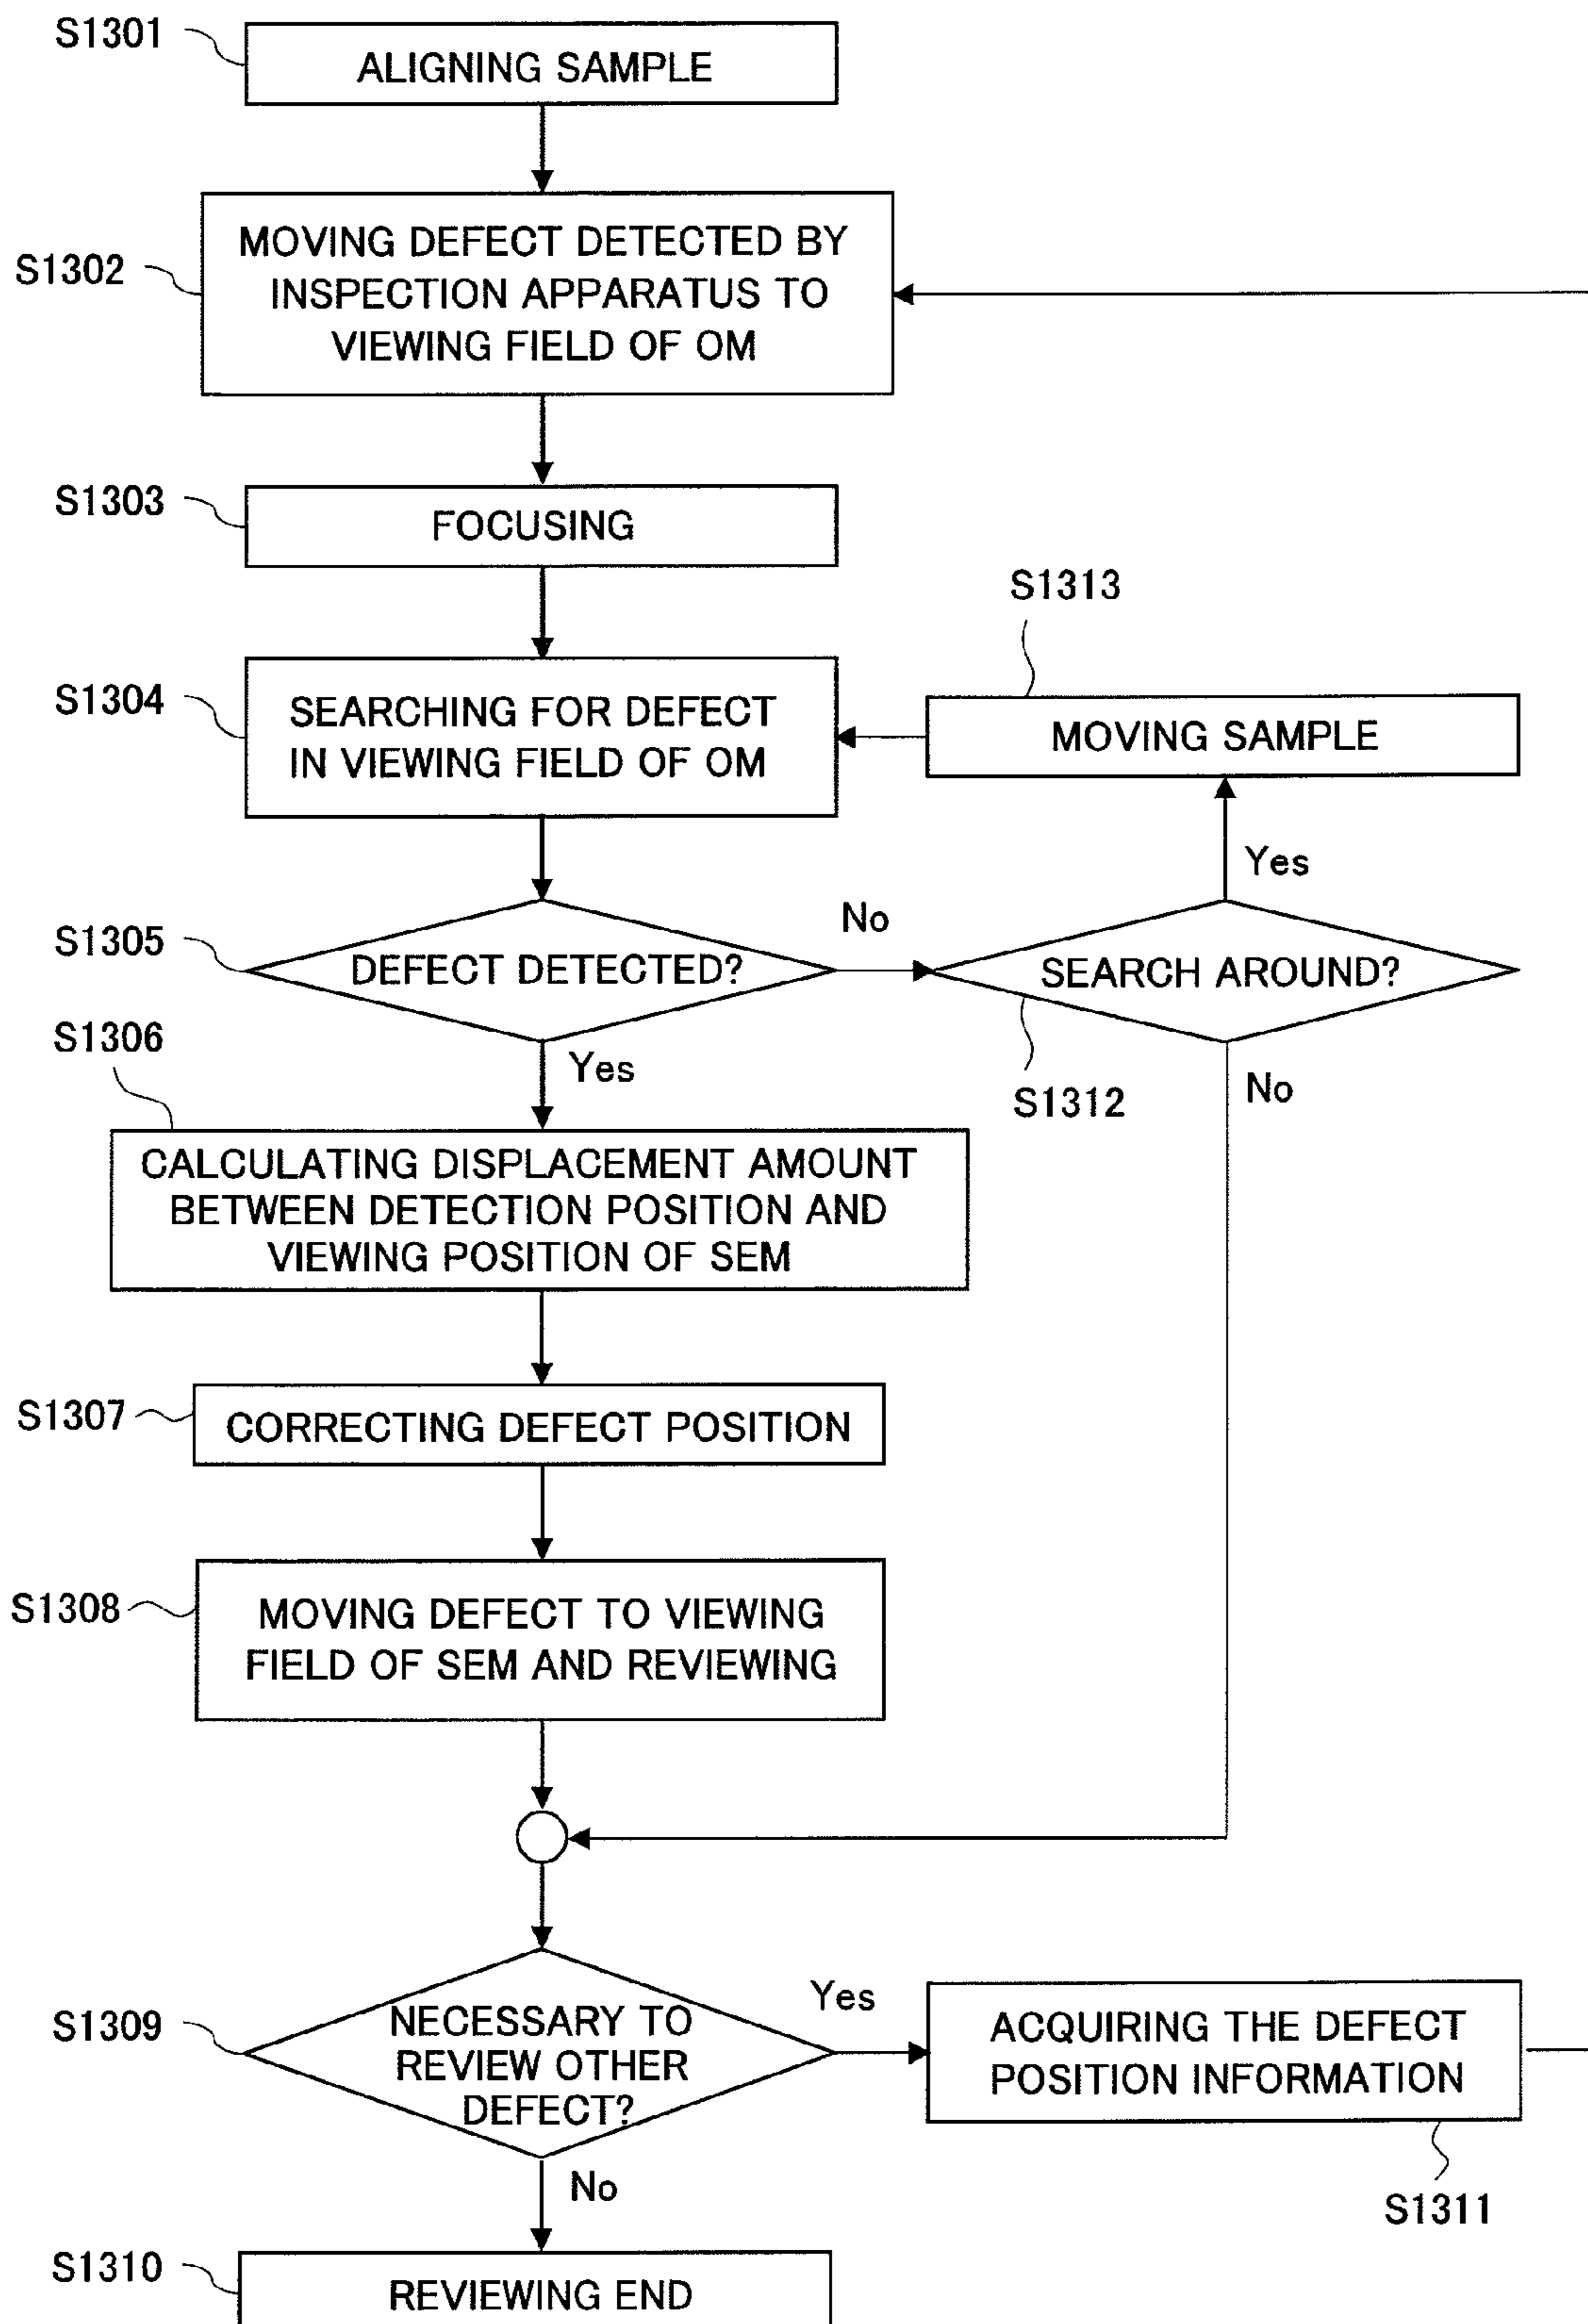 S1301
ALIGNING SAMPLE
S1302
MOVING DEFECT DETECTED BY
INSPECTION APPARATUS TO
VIEWING FIELD OF OM
S1303
FOCUSING
S1313
S1304
SEARCHING FOR DEFECT
IN VIEWING FIELD OF OM
MOVING SAMPLE
Yes
S1305
DEFECT DETECTED?
No
SEARCH AROUND?
S1312
No
S1306
Yes
CALCULATING DISPLACEMENT AMOUNT
BETWEEN DETECTION POSITION AND
VIEWING POSITION OF SEM
S1307
CORRECTING DEFECT POSITION
S1308
MOVING DEFECT TO VIEWING
FIELD OF SEM AND REVIEWING
S1309
NECESSARY TO
REVIEW OTHER
DEFECT?
Yes
ACQUIRING THE DEFECT
POSITION INFORMATION
S1311
No
S1310
REVIEWING END